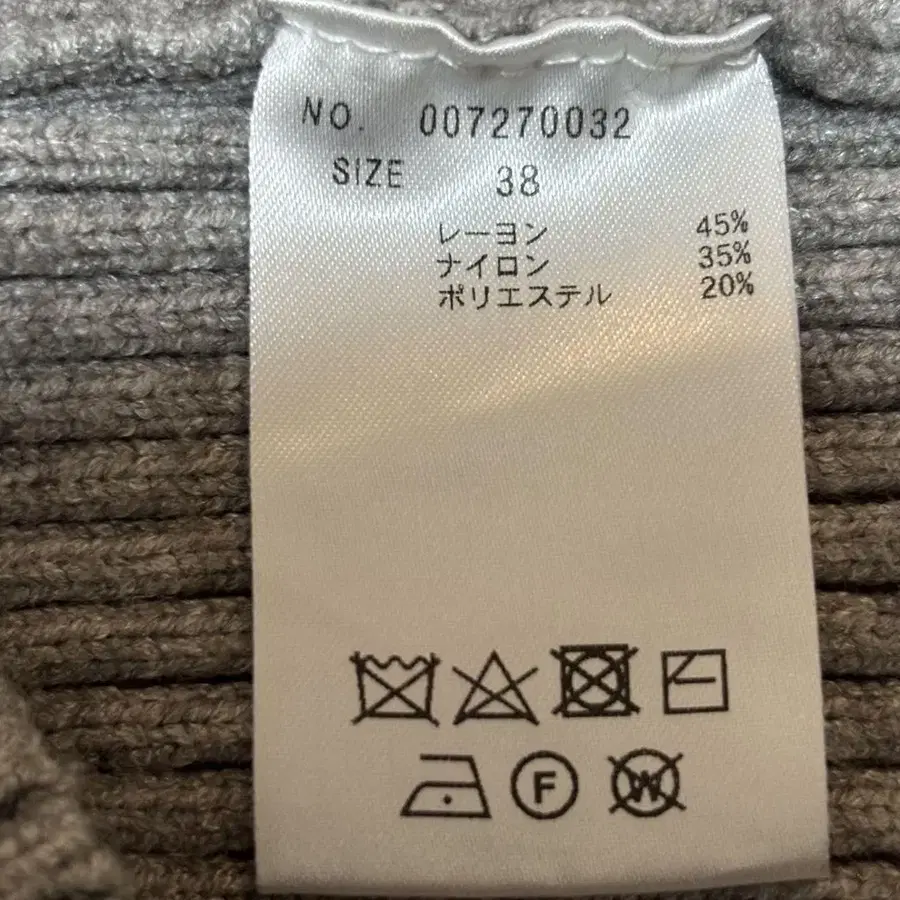 NO. 007270032
SIZE 38
レーヨン 45%
ナイロン 35%
ポリエステル 20%
F W